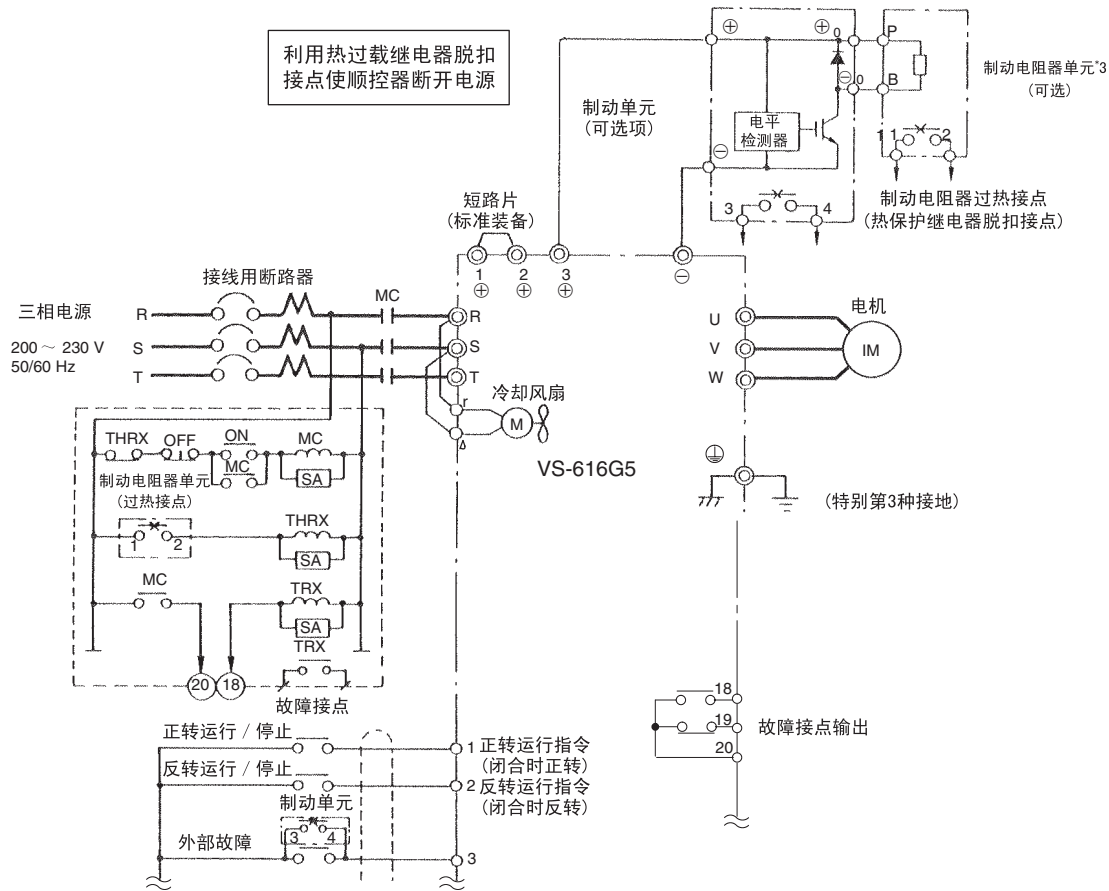 利用热过载继电器脱扣
接点使顺控器断开电源
制动单元
(可选项)
⊕
⊕
0
P
⊖
0
B
电平
检测器
⊖
3
4
制动电阻器单元*3
(可选)
1 1
2
制动电阻器过热接点
(热保护继电器脱扣接点)
短路片
(标准装备)
1
⊕
2
⊕
3
⊕
⊖
接线用断路器
三相电源
200 ~ 230 V
50/60 Hz
R
S
T
MC
R
S
T
r
冷却风扇
M
VS-616G5
U
V
W
电机
IM
(特别第3种接地)
THRX
OFF
ON
MC
MC
SA
制动电阻器单元
(过热接点)
1
2
THRX
SA
MC
TRX
SA
TRX
20
18
故障接点
正转运行 / 停止
1 正转运行指令
(闭合时正转)
反转运行 / 停止
2 反转运行指令
(闭合时反转)
制动单元
3
4
外部故障
3
18
19
20
故障接点输出